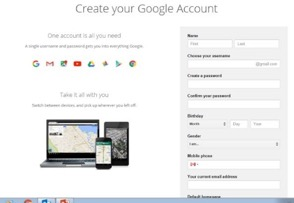 Create your Google Account
One account is all you need
A single username and password gets you into everything Google.
Take it all with you
Switch between devices, and pick up wherever you left off.
Name
First
Last
Choose your username
@gmail.com
Create a password
Confirm your password
Birthday
Month
Day
Year
Gender
I am...
Mobile phone
Your current email address
Default homepage